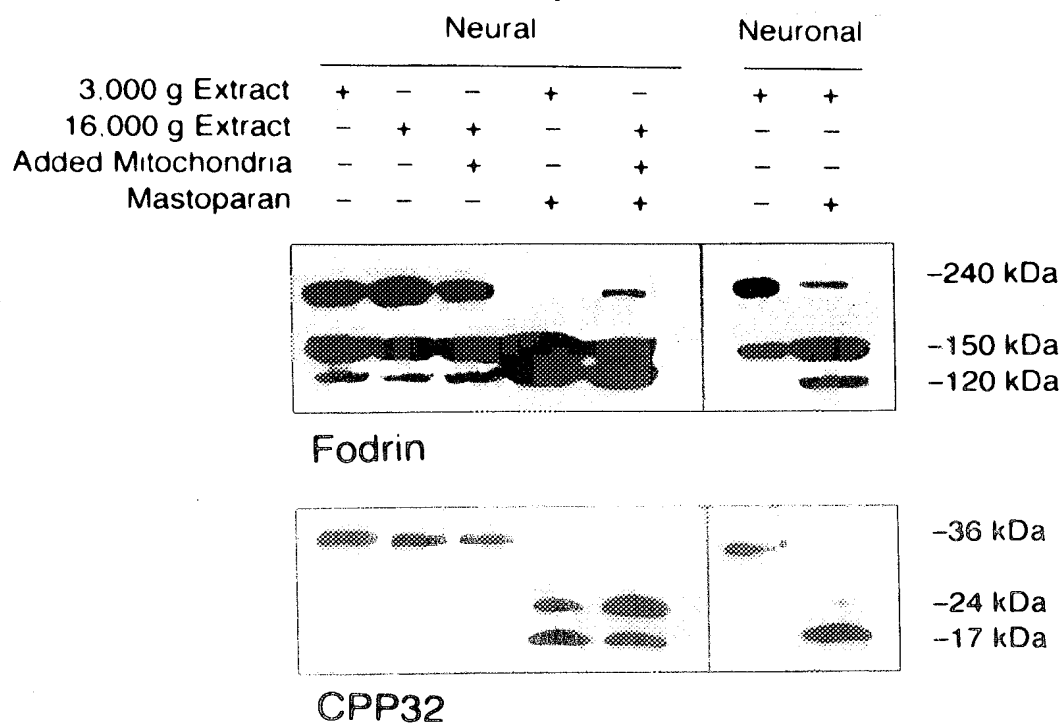 Neural Neuronal
3,000 g Extract + – – + – + +
16,000 g Extract – + + – + – –
Added Mitochondria – – + – + – –
Mastoparan – – – + + – +
–240 kDa
–150 kDa
–120 kDa
Fodrin
–36 kDa
–24 kDa
–17 kDa
CPP32